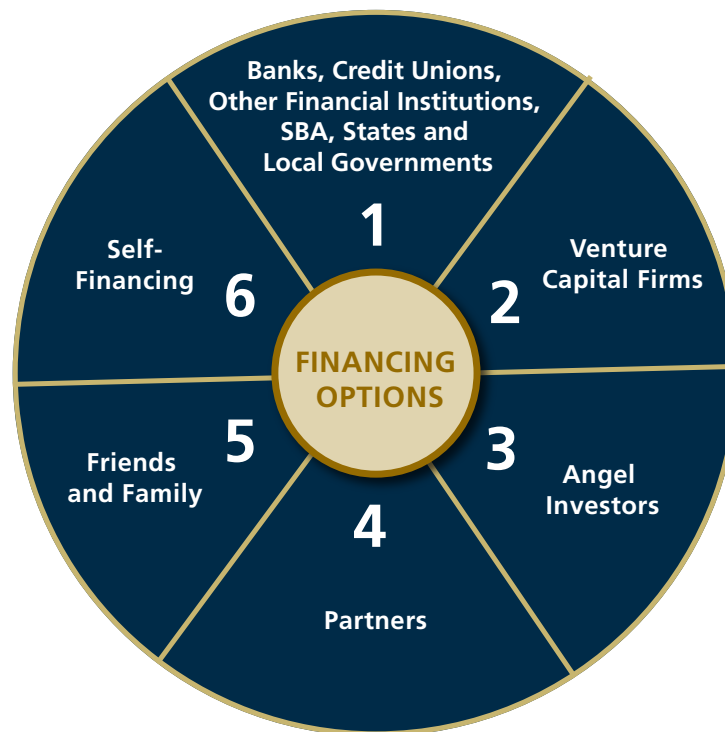 Banks, Credit Unions,
Other Financial Institutions,
SBA, States and
Local Governments
1
Venture
Capital Firms
2
Angel
Investors
3
Partners
4
Friends
and Family
5
Self-
Financing
6
FINANCING
OPTIONS